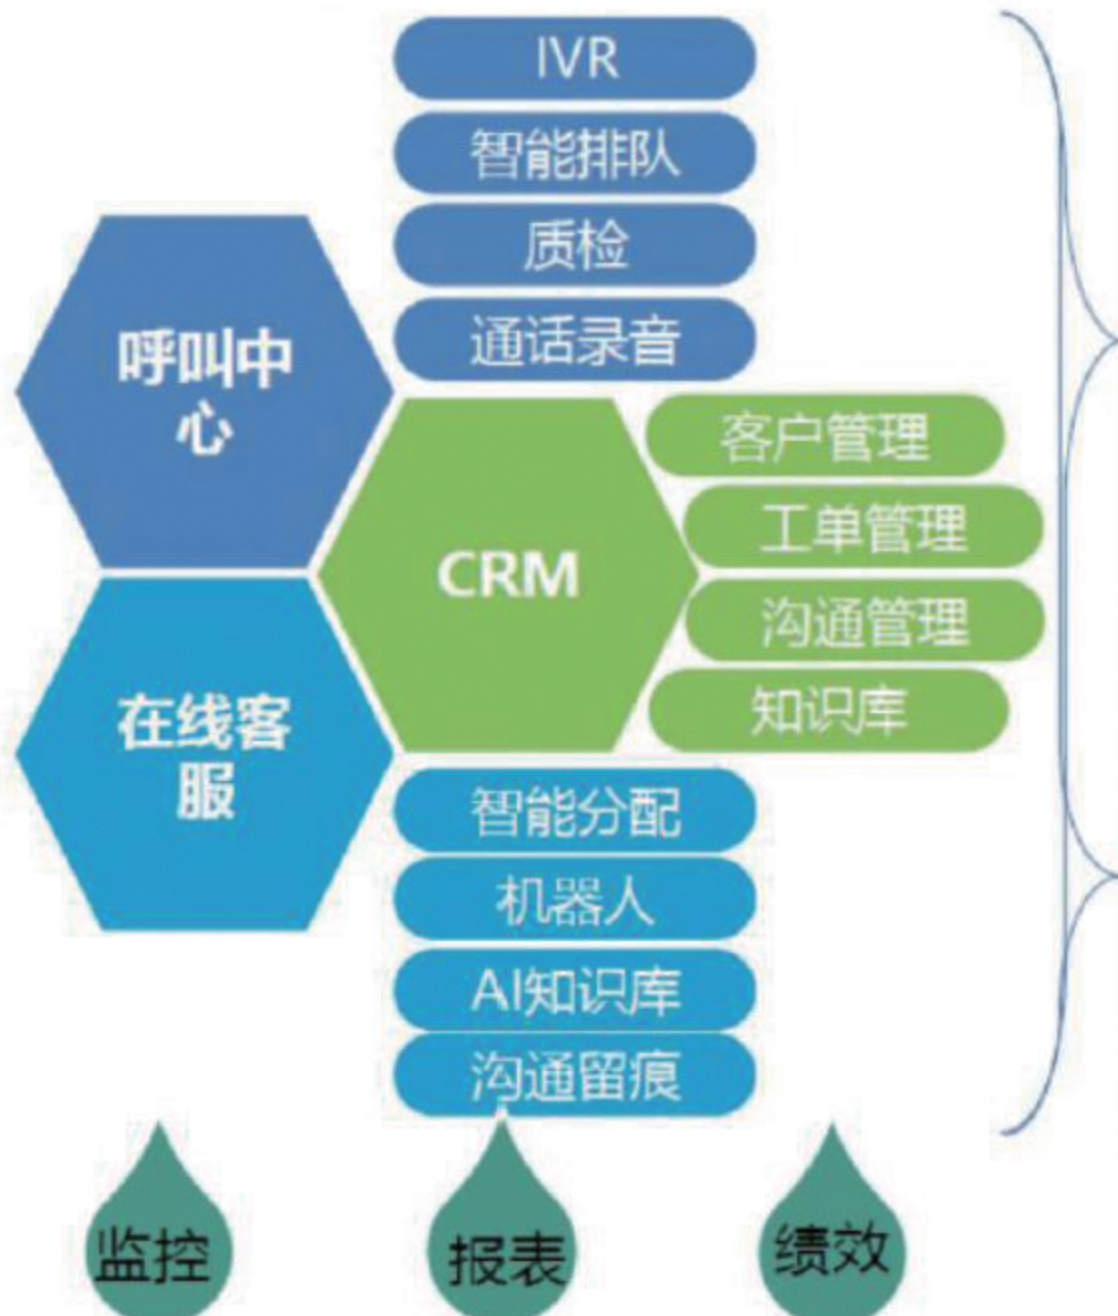 IVR
智能排队
质检
通话录音
呼叫中
心
客户管理
工单管理
CRM
沟通管理
知识库
在线客
服
智能分配
机器人
AI知识库
沟通留痕
监控
报表
绩效